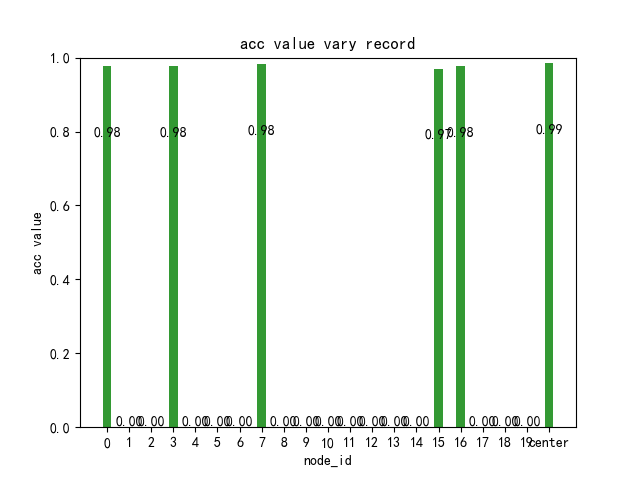 acc value vary record
1.0
0.8
0.6
0.4
0.2
0.0
acc value
0.98 0.98 0.98 0.97 0.98 0.99
0.00 0.00 0.00 0.00 0.00 0.00 0.00 0.00 0.00 0.00 0.00 0.00 0.00 0.00 0.00
0 1 2 3 4 5 6 7 8 9 10 11 12 13 14 15 16 17 18 19 center
node_id